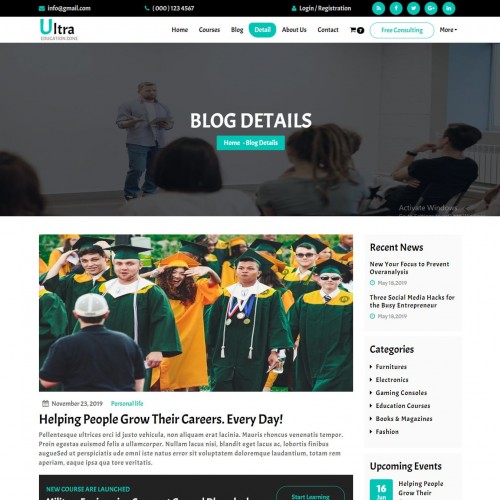 info@gmail.com
(000) 123 4567
Login / Registration
Ultra
EDUCATION ZONE
Home
Courses
Blog
Detail
About Us
Contact
Free Consulting
More
BLOG DETAILS
Home - Blog Details
Activate Windows
November 23, 2019
Personal life
Helping People Grow Their Careers. Every Day!
Pellentesque ultrices orci id justo vehicula, non aliquam erat lacinia. Mauris rhoncus venenatis tempor.
Proin egestas euismod felis a ullamcorper. Nullam lacus nisi, blandit eget lacus ac, lobortis finibus
augueSed ut perspiciatis ude omni iste natus error sit voluptatem doloremque laudantium, totam rem
aperiam, eaque ipsa qua tore veritatis.
NEW COURSE ARE LAUNCHED
Start Learning
Recent News
New Your Focus to Prevent
Overanalysis
May 18,2019
Three Social Media Hacks for
the Busy Entrepreneur
May 18,2019
Categories
Furnitures
Electronics
Gaming Consoles
Education Courses
Books & Magazines
Fashion
Upcoming Events
16
Jun
Helping People
Grow Their